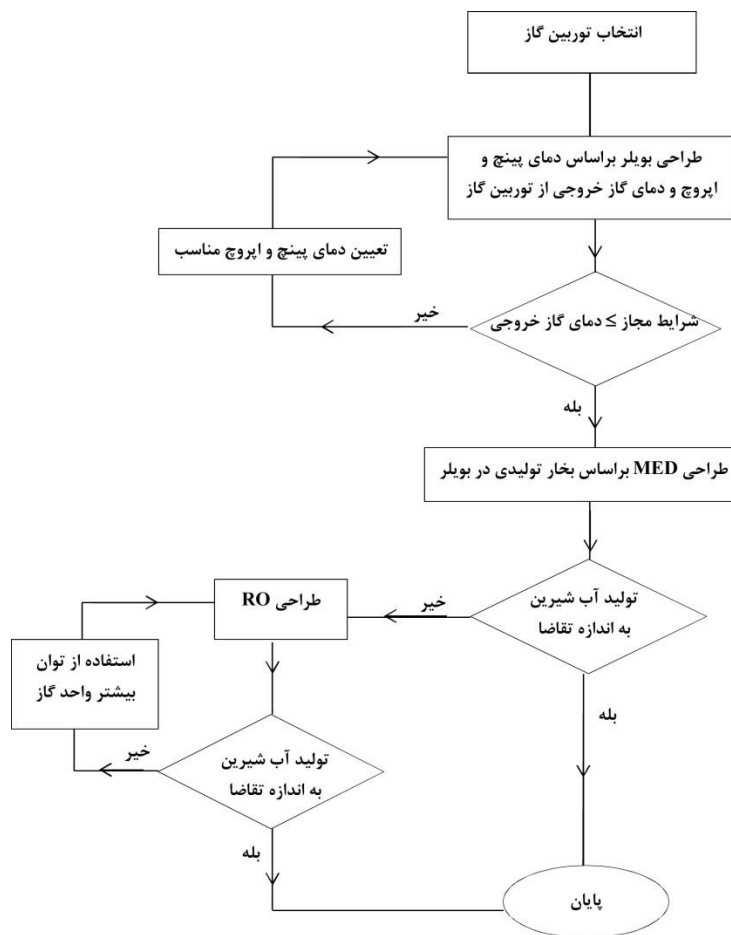 انتخاب توربین گاز
طراحی بویلر براساس دمای پینچ و
اپروچ و دمای گاز خروجی از توربین گاز
تعیین دمای پینچ و اپروچ مناسب
شرایط مجاز ≥ دمای گاز خروجی
خیر
بله
طراحی MED براساس بخار تولیدی در بویلر
تولید آب شیرین
به اندازه تقاضا
خیر
طراحی RO
بله
استفاده از توان
بیشتر واحد گاز
تولید آب شیرین
به اندازه تقاضا
خیر
بله
پایان